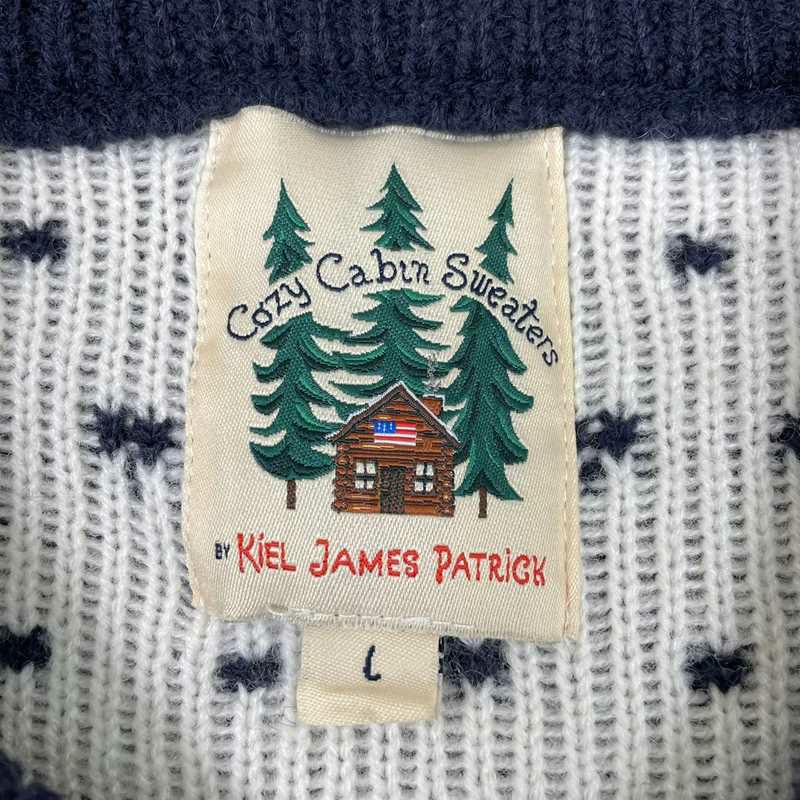 Cozy Cabin Sweaters
BY KiEL JAMES PATRiCK
L